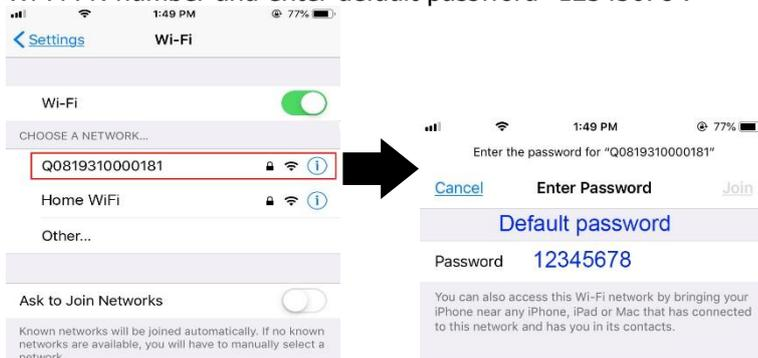 1:49 PM
77%
Settings
Wi-Fi
Wi-Fi
CHOOSE A NETWORK...
Q0819310000181
Home WiFi
Other...
Ask to Join Networks
Known networks will be joined automatically. If no known
networks are available, you will have to manually select a
network.
1:49 PM
77%
Enter the password for “Q0819310000181”
Cancel
Enter Password
Join
Default password
Password
12345678
You can also access this Wi-Fi network by bringing your
iPhone near any iPhone, iPad or Mac that has connected
to this network and has you in its contacts.